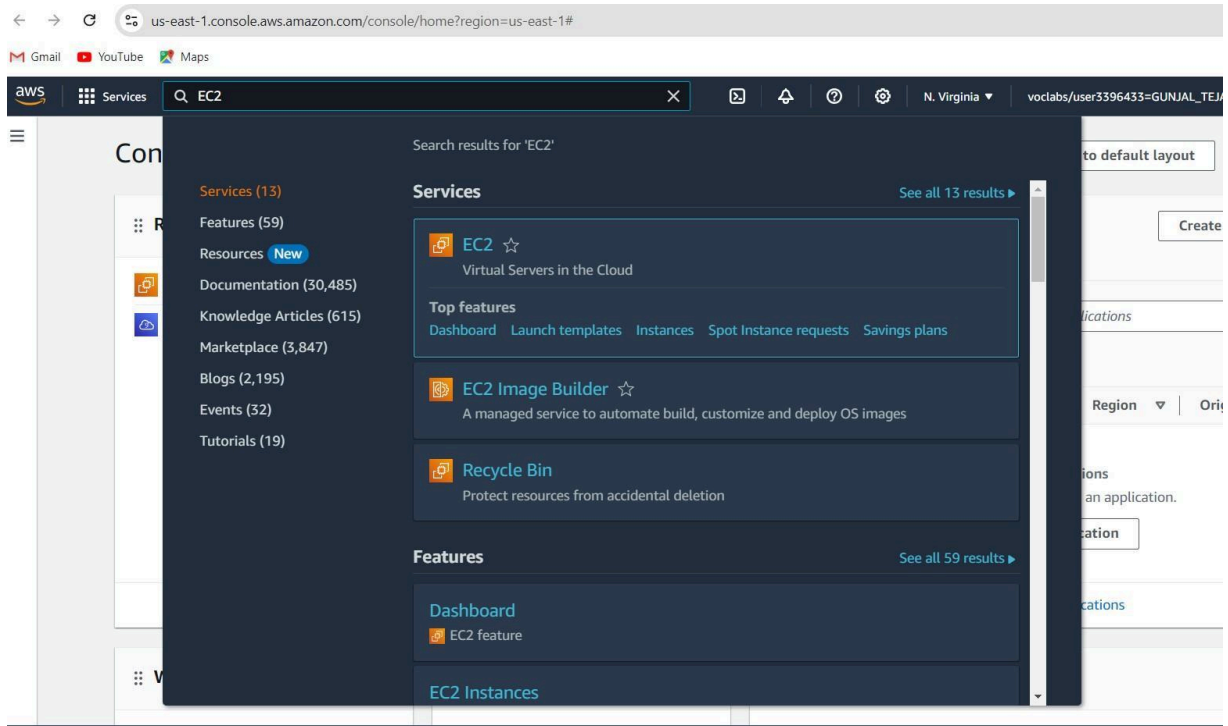 us-east-1.console.aws.amazon.com/console/home?region=us-east-1#
Gmail YouTube Maps
aws Services EC2 N. Virginia voclabs/user3396433=GUNJAL_TEJA
Search results for 'EC2'
Con
to default layout
Services (13)
Features (59)
Resources New
Documentation (30,485)
Knowledge Articles (615)
Marketplace (3,847)
Blogs (2,195)
Events (32)
Tutorials (19)
Services See all 13 results
EC2
Virtual Servers in the Cloud
Top features
Dashboard Launch templates Instances Spot Instance requests Savings plans
EC2 Image Builder
A managed service to automate build, customize and deploy OS images
Recycle Bin
Protect resources from accidental deletion
Features See all 59 results
Dashboard
EC2 feature
EC2 Instances
R
Create
lications
Region Orig
ions
an application.
cation
cations
W